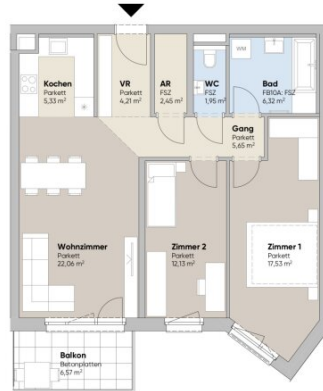 Kochen
Parkett
5,33 m²
VR
Parkett
4,21 m²
AR
FSZ
2,45 m²
WC
FSZ
1,95 m²
WM
Bad
FB10A: FSZ
6,32 m²
Gang
Parkett
5,65 m²
Wohnzimmer
Parkett
22,06 m²
Zimmer 2
Parkett
12,13 m²
Zimmer 1
Parkett
17,53 m²
Balkon
Betonplatten
6,57 m²